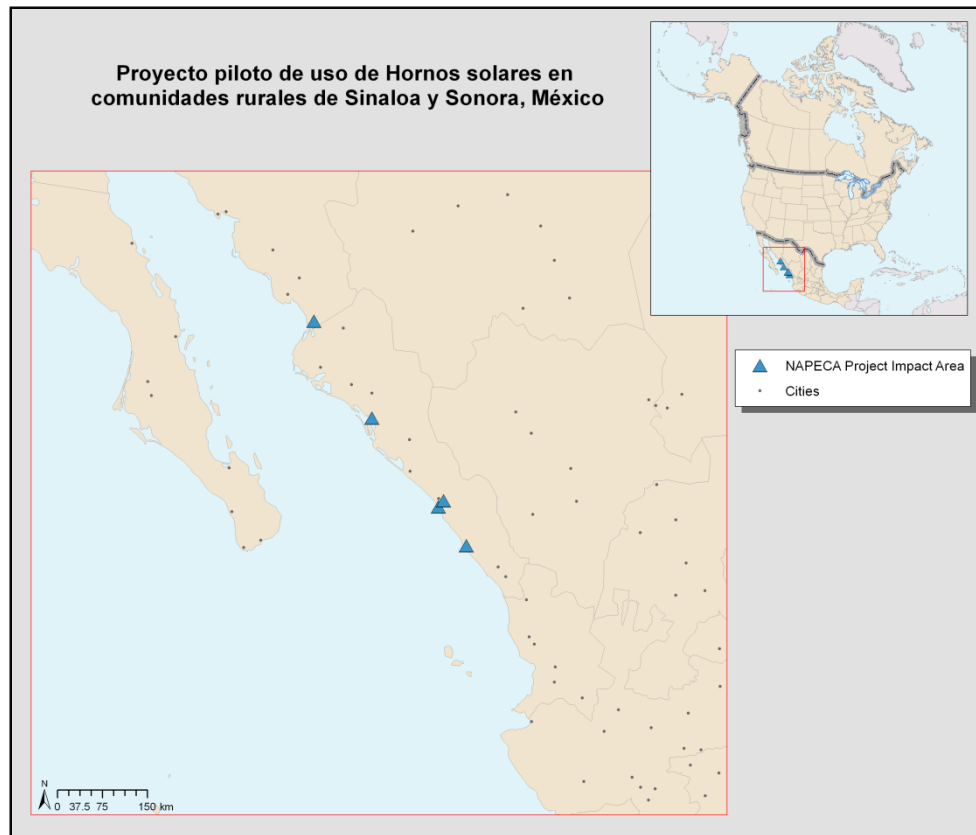 Proyecto piloto de uso de Hornos solares en
comunidades rurales de Sinaloa y Sonora, México
NAPECA Project Impact Area
Cities
N
0 37.5 75 150 km